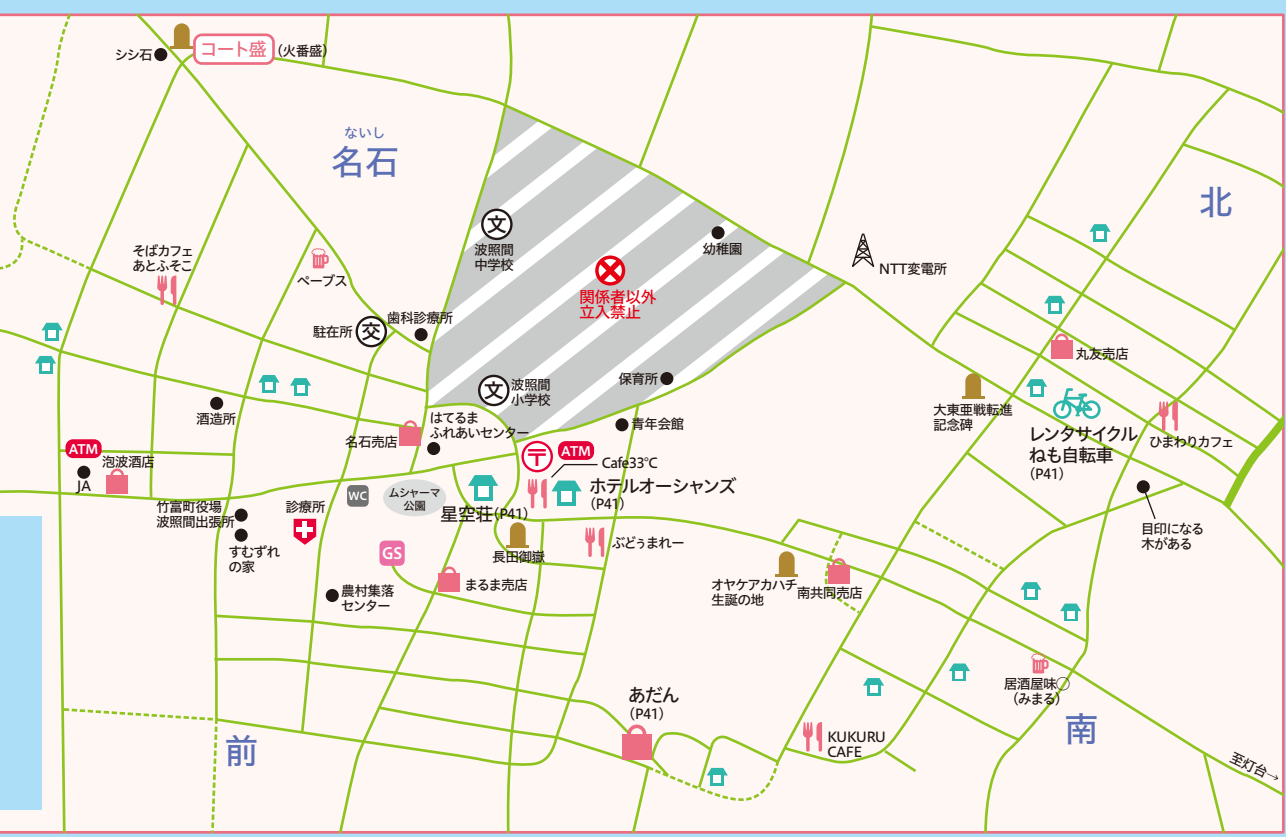 シシ石
コート盛
(火番盛)
ないし
名石
北
波照間
中学校
文
幼稚園
関係者以外
立入禁止
NTT変電所
そばカフェ
あとふそこ
ペーブス
駐在所
交
歯科診療所
丸友売店
酒造所
文
波照間
小学校
保育所
名石売店
はてるま
ふれあいセンター
青年会館
大東亜戦転進
記念碑
レンタサイクル
ねも自転車
(P41)
ひまわりカフェ
ATM
泡波酒店
JA
〒
ATM
Cafe33℃
ホテルオーシャンズ
(P41)
WC
ムシャーマ
公園
星空荘(P41)
竹富町役場
波照間出張所
診療所
すむずれ
の家
GS
長田御嶽
ぶどぅまれー
目印になる
木がある
まるま売店
農村集落
センター
オヤケアカハチ
生誕の地
南共同売店
居酒屋味○
(みまる)
あだん
(P41)
KUKURU
CAFE
前
南
至灯台→